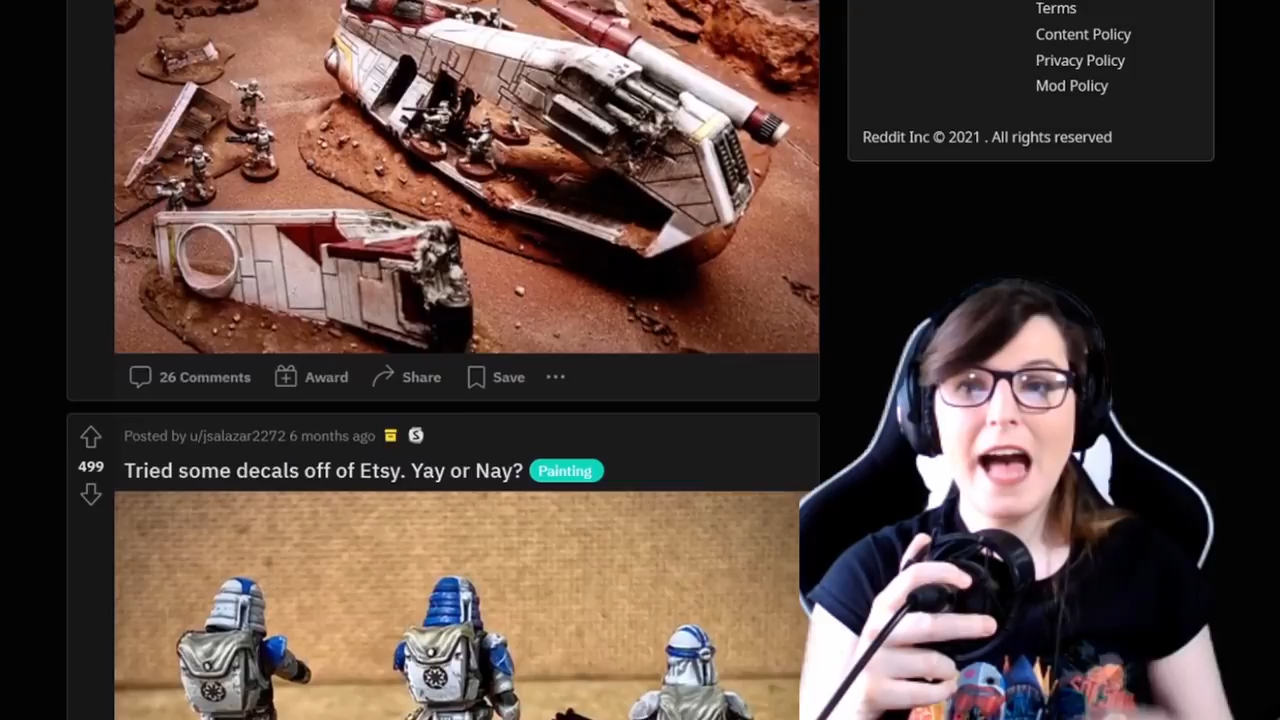 Terms
Content Policy
Privacy Policy
Mod Policy
Reddit Inc © 2021 . All rights reserved
26 Comments Award Share Save
Posted by u/jsalazar2272 6 months ago
499
Tried some decals off of Etsy. Yay or Nay? Painting